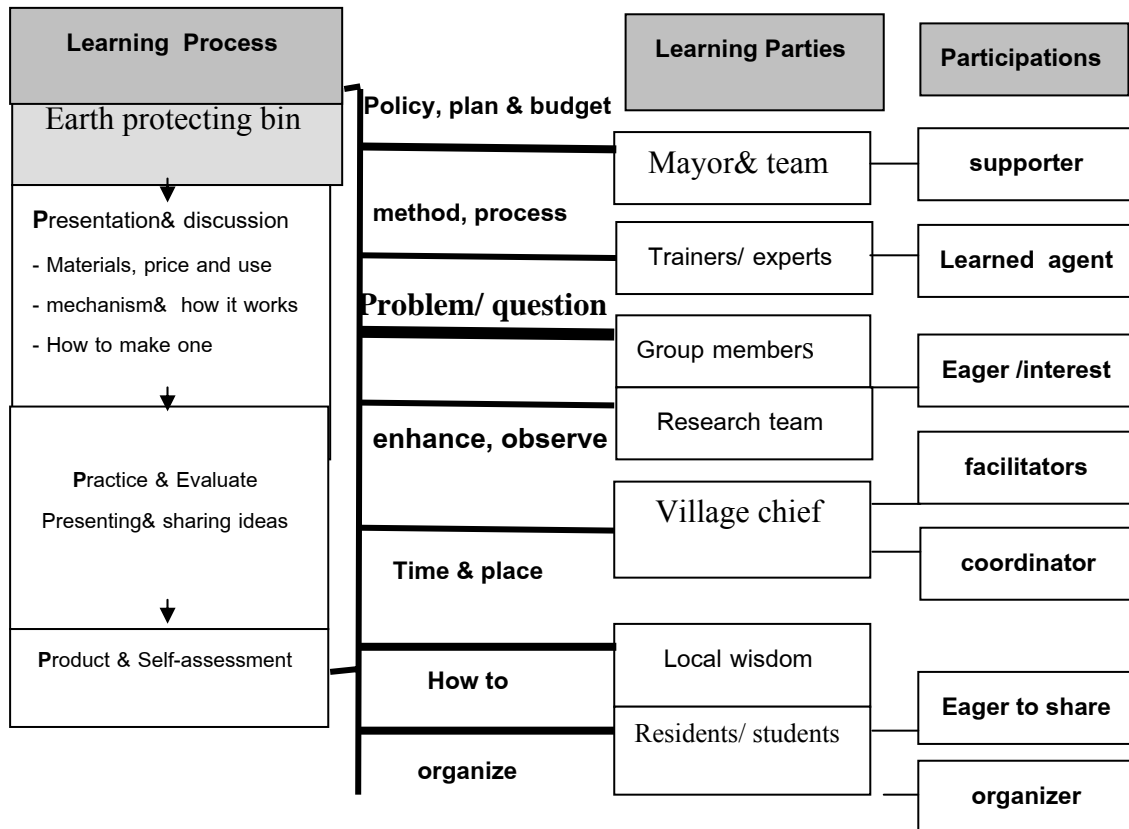 Learning Process
Earth protecting bin
Presentation& discussion
- Materials, price and use
- mechanism& how it works
- How to make one
Practice & Evaluate
Presenting& sharing ideas
Product & Self-assessment
Policy, plan & budget
method, process
Problem/ question
enhance, observe
Time & place
How to
organize
Learning Parties
Mayor& team
Trainers/ experts
Group members
Research team
Village chief
Local wisdom
Residents/ students
Participations
supporter
Learned agent
Eager /interest
facilitators
coordinator
Eager to share
organizer